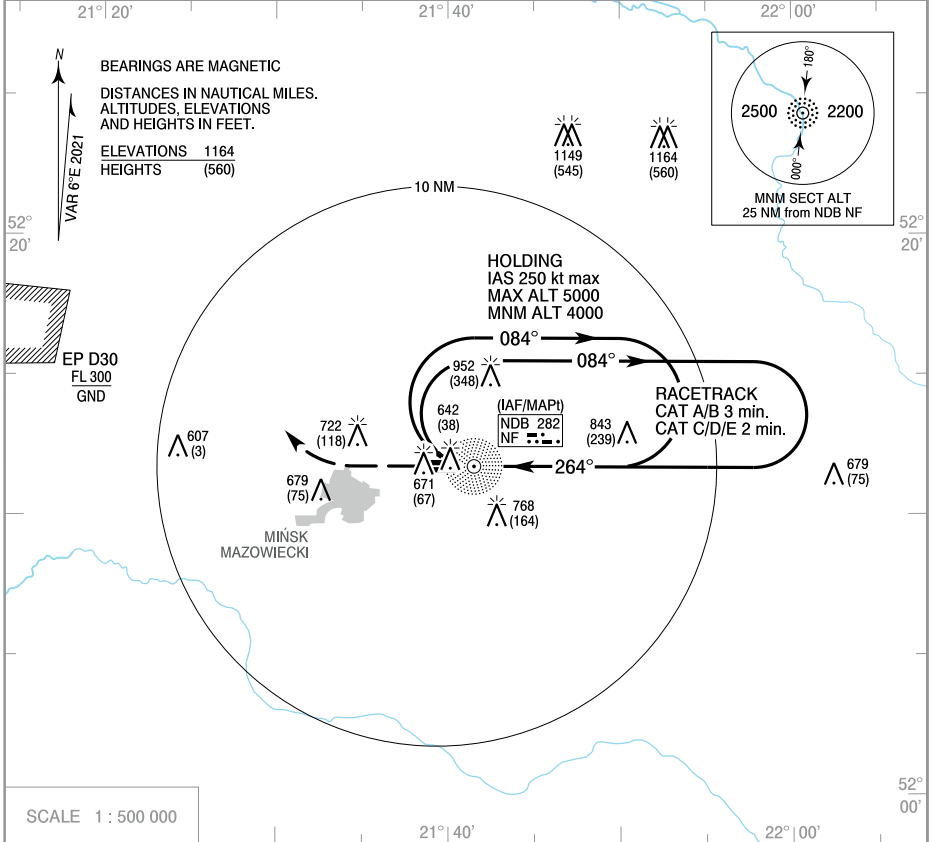 21°20'
21°40'
22°00'
N
VAR 6°E 2021
BEARINGS ARE MAGNETIC
DISTANCES IN NAUTICAL MILES.
ALTITUDES, ELEVATIONS
AND HEIGHTS IN FEET.
ELEVATIONS 1164
HEIGHTS (560)
1149
(545)
1164
(560)
180°
2500
2200
000°
MNM SECT ALT
25 NM from NDB NF
10 NM
52°
20'
52°
20'
HOLDING
IAS 250 kt max
MAX ALT 5000
MNM ALT 4000
084°
084°
EP D30
FL 300
GND
952
(348)
RACETRACK
CAT A/B 3 min.
CAT C/D/E 2 min.
642
(38)
(IAF/MAPt)
NDB 282
NF
843
(239)
722
(118)
607
(3)
264°
679
(75)
671
(67)
679
(75)
768
(164)
MIŃSK
MAZOWIECKI
52°
00'
SCALE 1 : 500 000
21°40'
22°00'